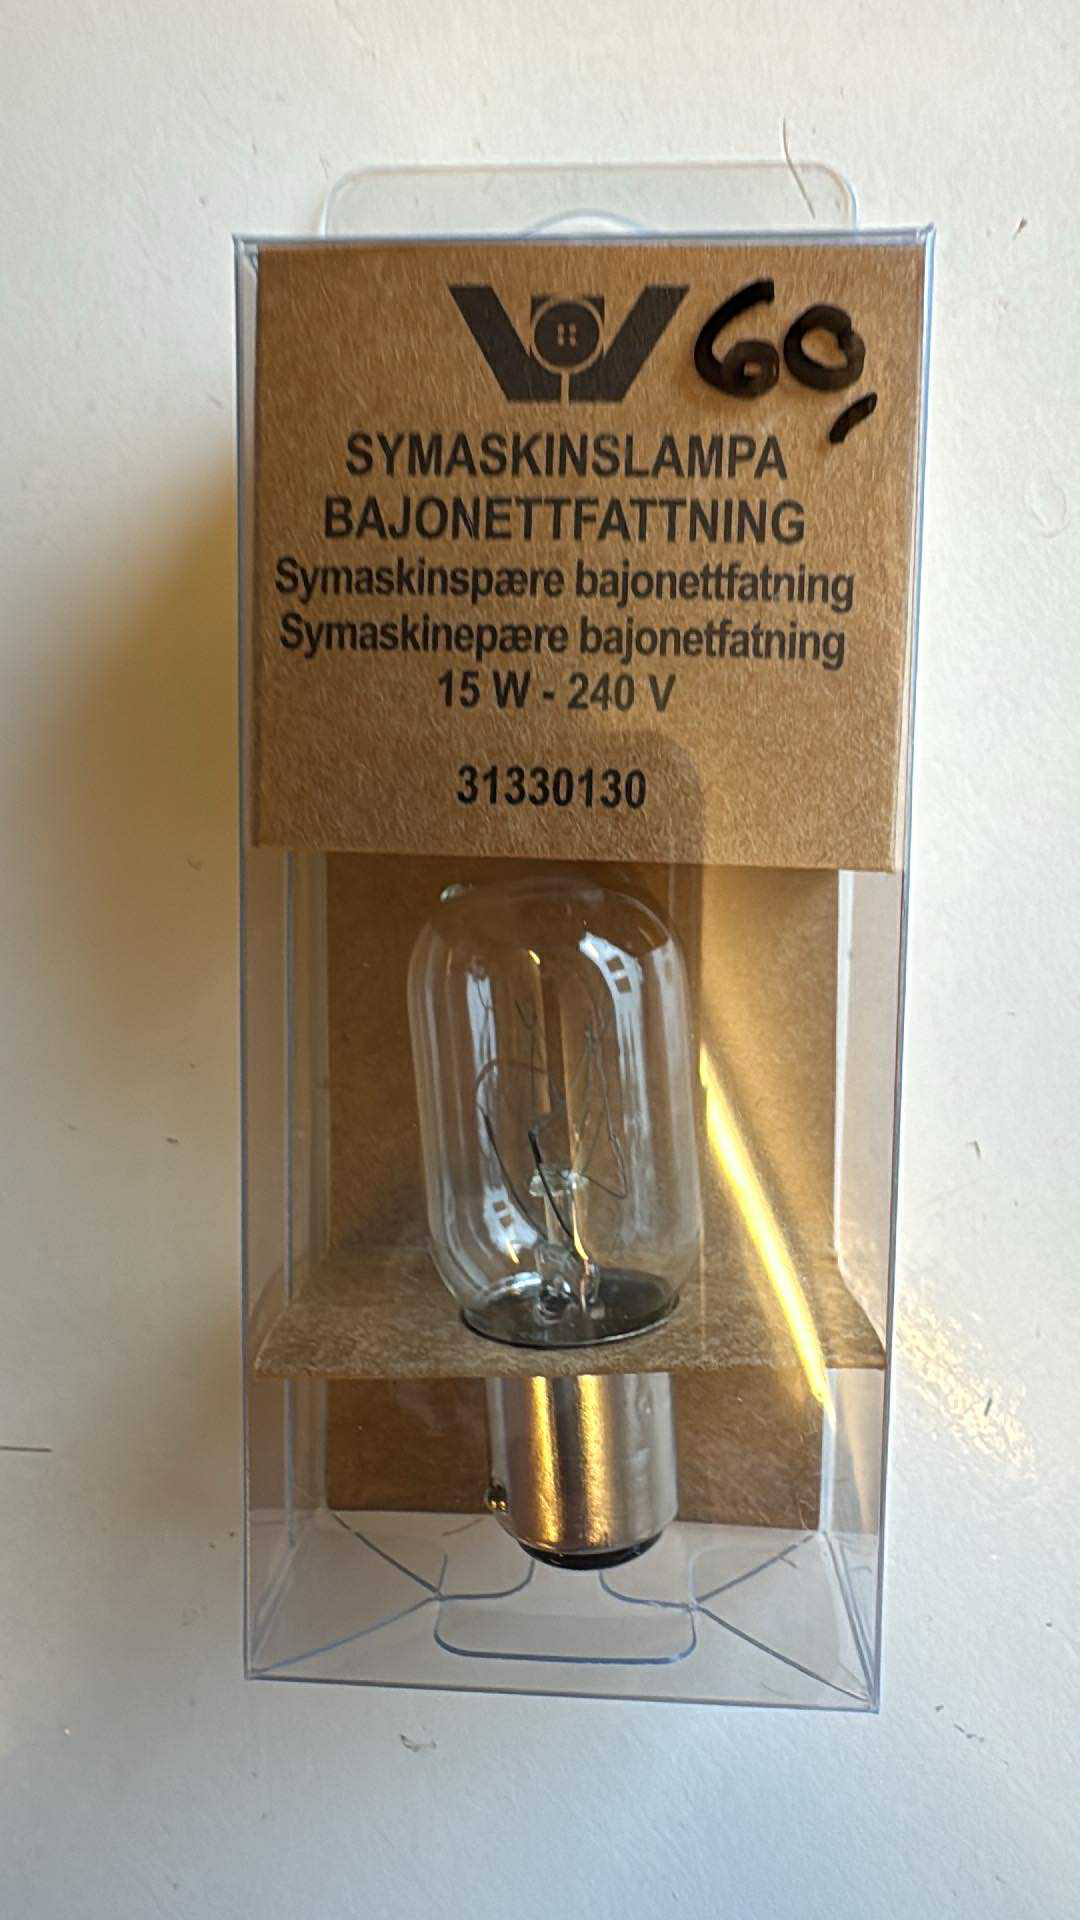 60,
SYMASKINSLAMPA
BAJONETTFATTNING
Symaskinspære bajonettfatning
Symaskinepære bajonetfatning
15 W - 240 V
31330130